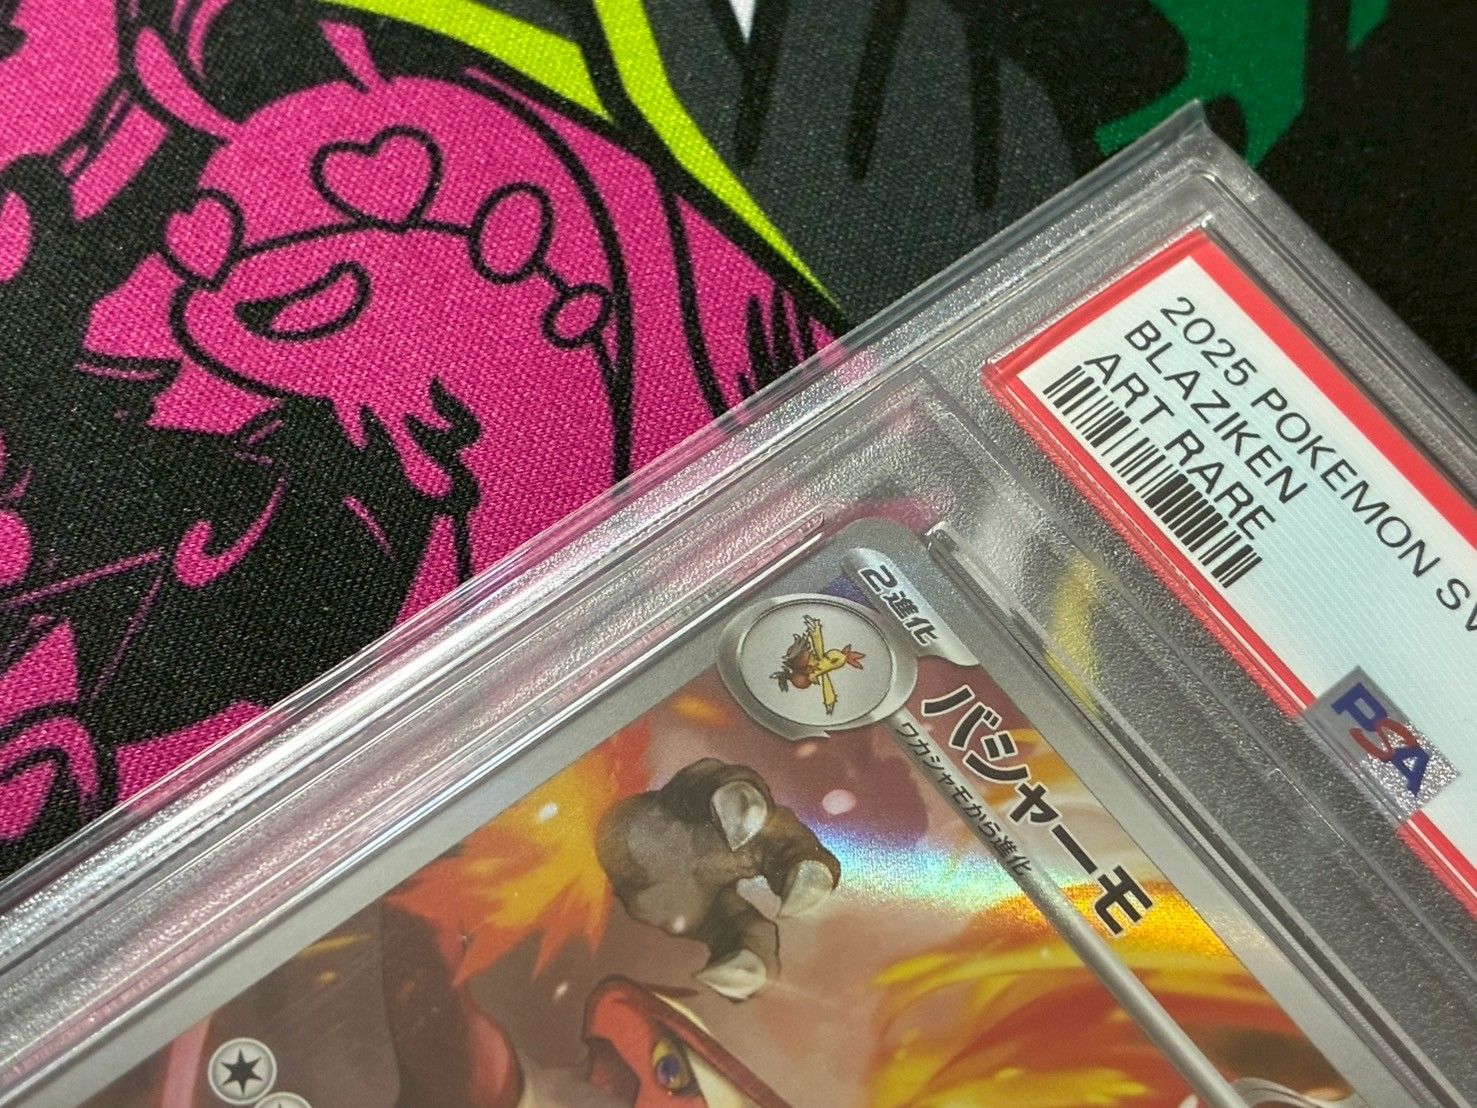 2025 POKEMON SV
BLAZIKEN
ART RARE
PSA
2進化
バシャーモ
ワカシャモから進化